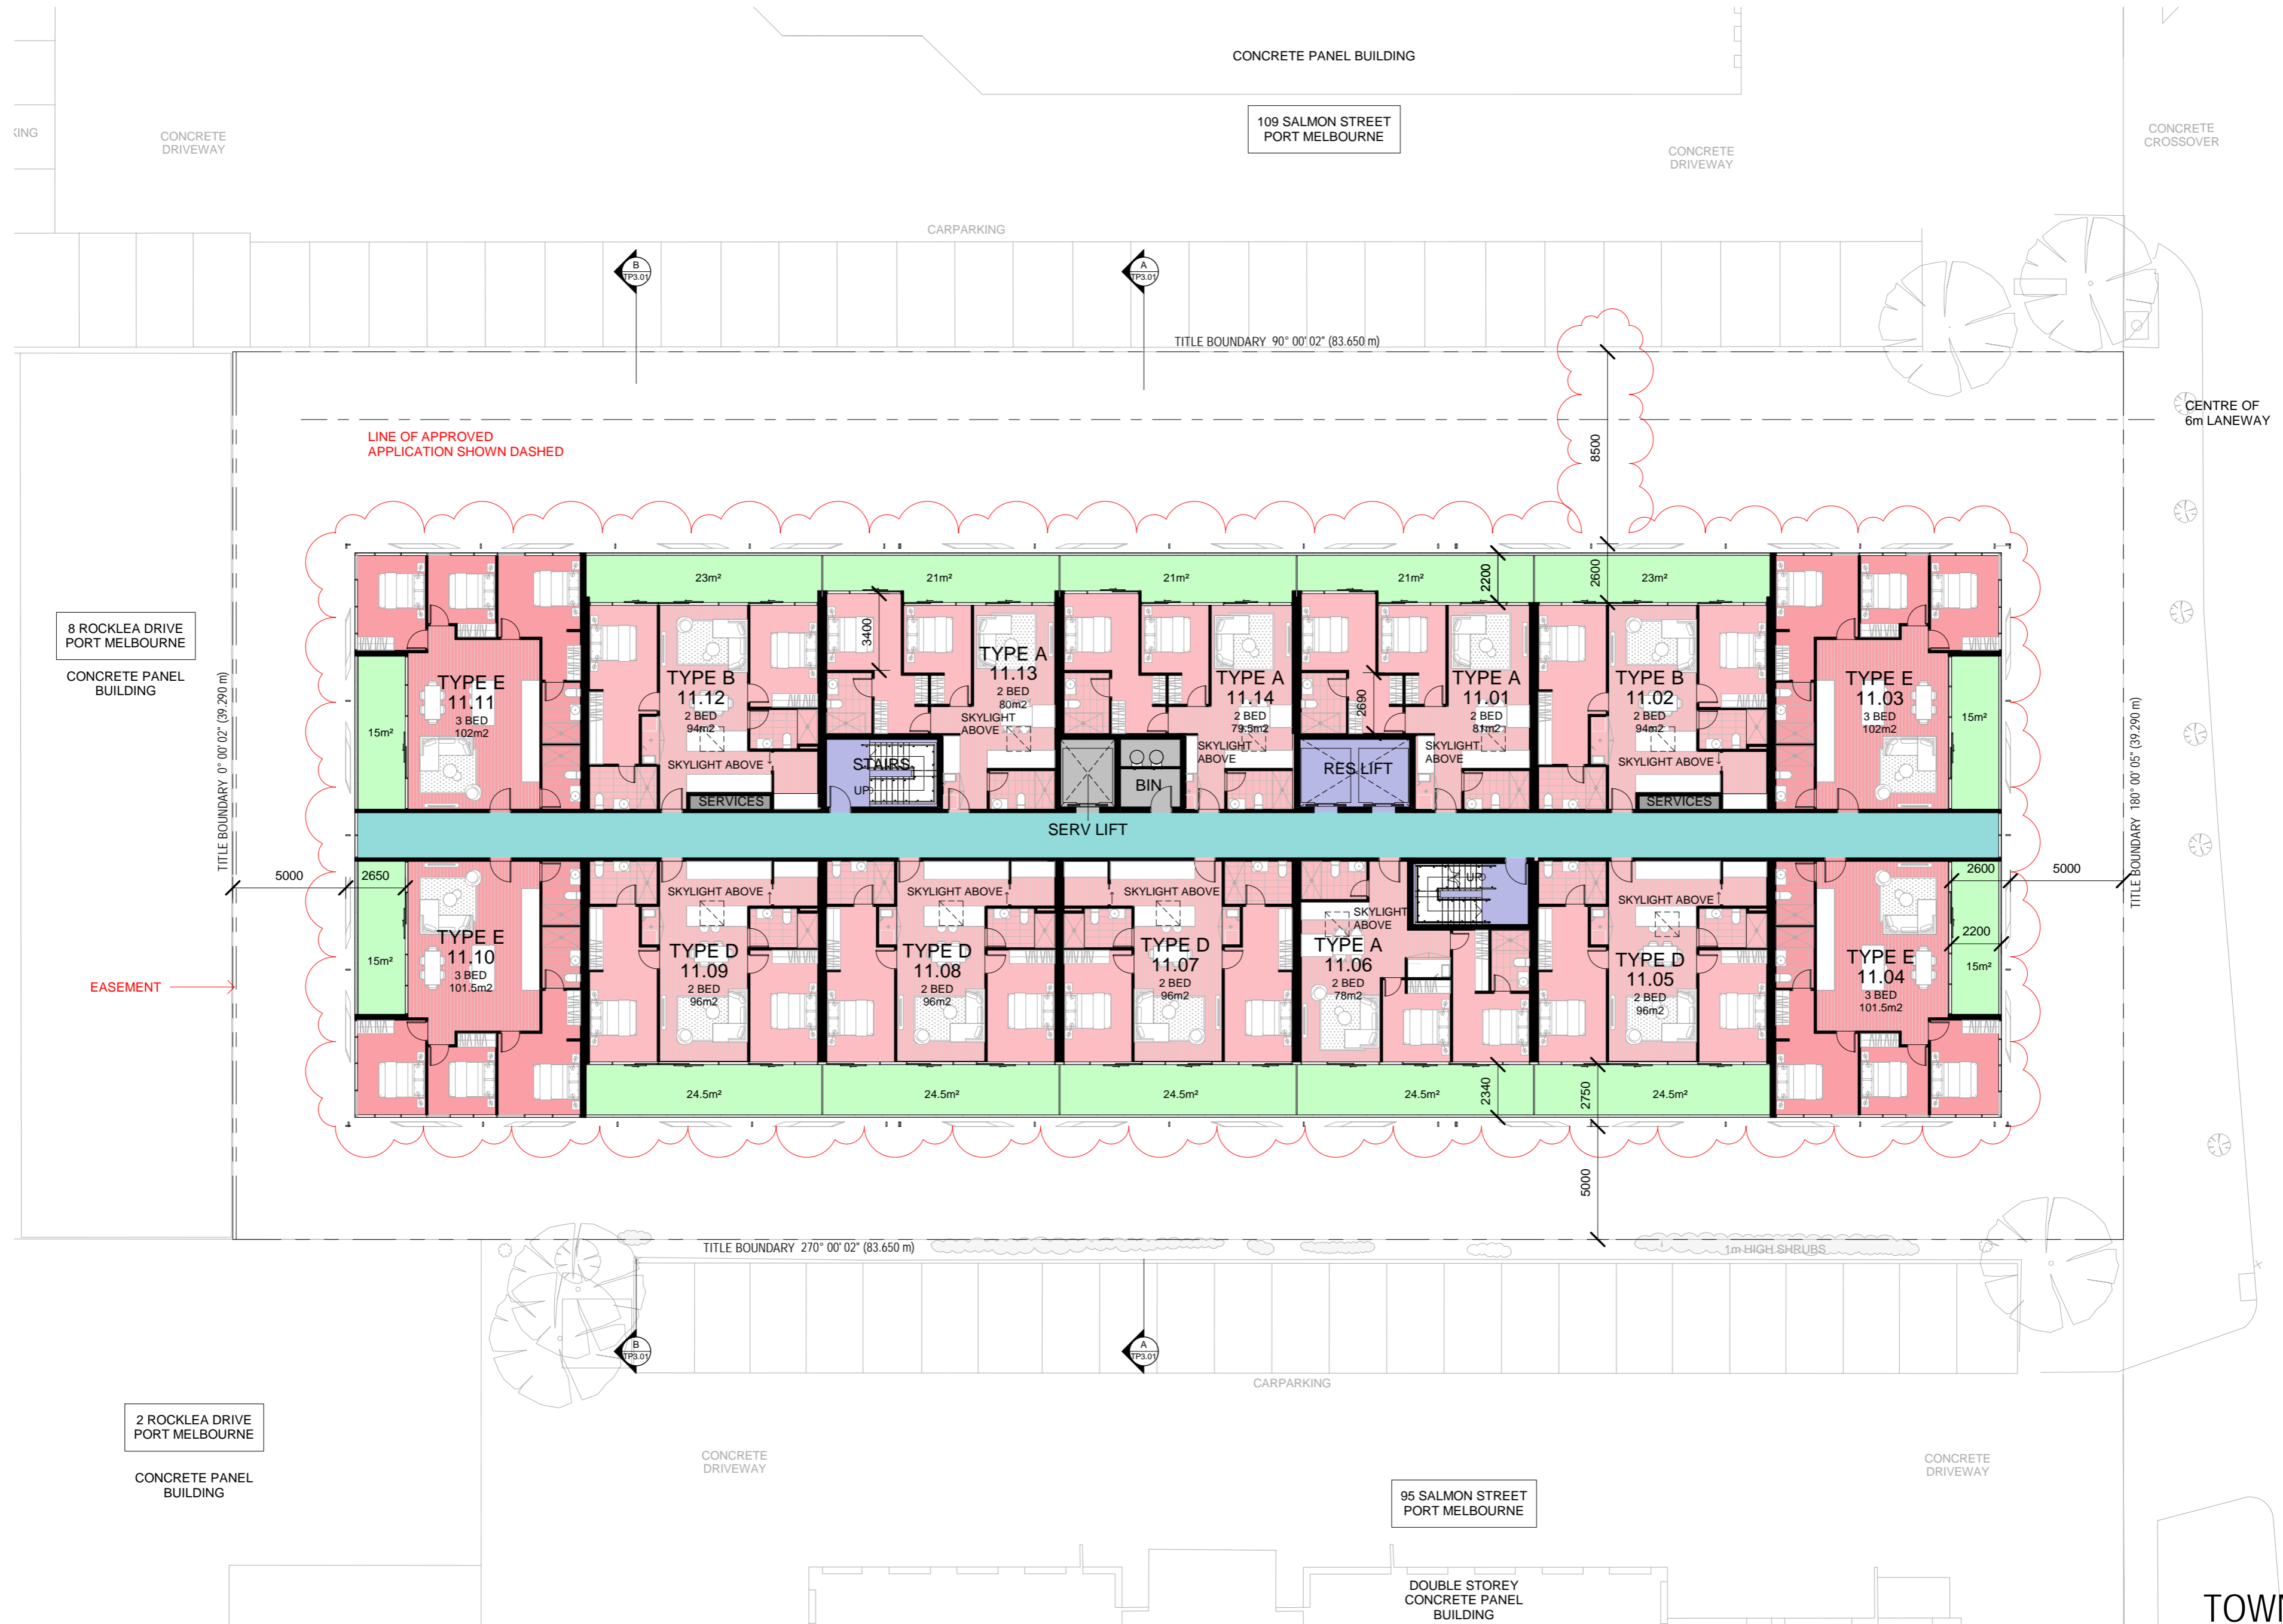 CONCRETE PANEL BUILDING
109 SALMON STREET
PORT MELBOURNE
CONCRETE
DRIVEWAY
CONCRETE
DRIVEWAY
CONCRETE
CROSSOVER
CARPARKING
B
TP3.01
A
TP3.01
TITLE BOUNDARY 90° 00' 02" (83.650 m)
CENTRE OF
6m LANEWAY
LINE OF APPROVED
APPLICATION SHOWN DASHED
8500
8 ROCKLEA DRIVE
PORT MELBOURNE
CONCRETE PANEL
BUILDING
TITLE BOUNDARY 0° 00' 02" (39.290 m)
TITLE BOUNDARY 180° 00' 05" (39.290 m)
23m²
21m²
21m²
21m²
23m²
2200
2600
3400
2690
TYPE E
11.11
3 BED
102m2
15m²
TYPE B
11.12
2 BED
94m2
SKYLIGHT ABOVE
SERVICES
TYPE A
11.13
2 BED
80m2
SKYLIGHT
ABOVE
STAIRS
UP
TYPE A
11.14
2 BED
79.5m2
SKYLIGHT
ABOVE
BIN
RES LIFT
TYPE A
11.01
2 BED
81m2
SKYLIGHT
ABOVE
TYPE B
11.02
2 BED
94m2
SKYLIGHT ABOVE
SERVICES
TYPE E
11.03
3 BED
102m2
15m²
SERV LIFT
5000
2650
2600
5000
2200
TYPE E
11.10
3 BED
101.5m2
15m²
SKYLIGHT ABOVE
TYPE D
11.09
2 BED
96m2
SKYLIGHT ABOVE
TYPE D
11.08
2 BED
96m2
SKYLIGHT ABOVE
TYPE D
11.07
2 BED
96m2
SKYLIGHT
ABOVE
TYPE A
11.06
2 BED
78m2
UP
SKYLIGHT ABOVE
TYPE D
11.05
2 BED
96m2
TYPE E
11.04
3 BED
101.5m2
15m²
EASEMENT
24.5m²
24.5m²
24.5m²
24.5m²
24.5m²
2340
2750
5000
TITLE BOUNDARY 270° 00' 02" (83.650 m)
1m HIGH SHRUBS
B
TP3.01
A
TP3.01
CARPARKING
2 ROCKLEA DRIVE
PORT MELBOURNE
CONCRETE PANEL
BUILDING
CONCRETE
DRIVEWAY
95 SALMON STREET
PORT MELBOURNE
CONCRETE
DRIVEWAY
DOUBLE STOREY
CONCRETE PANEL
BUILDING